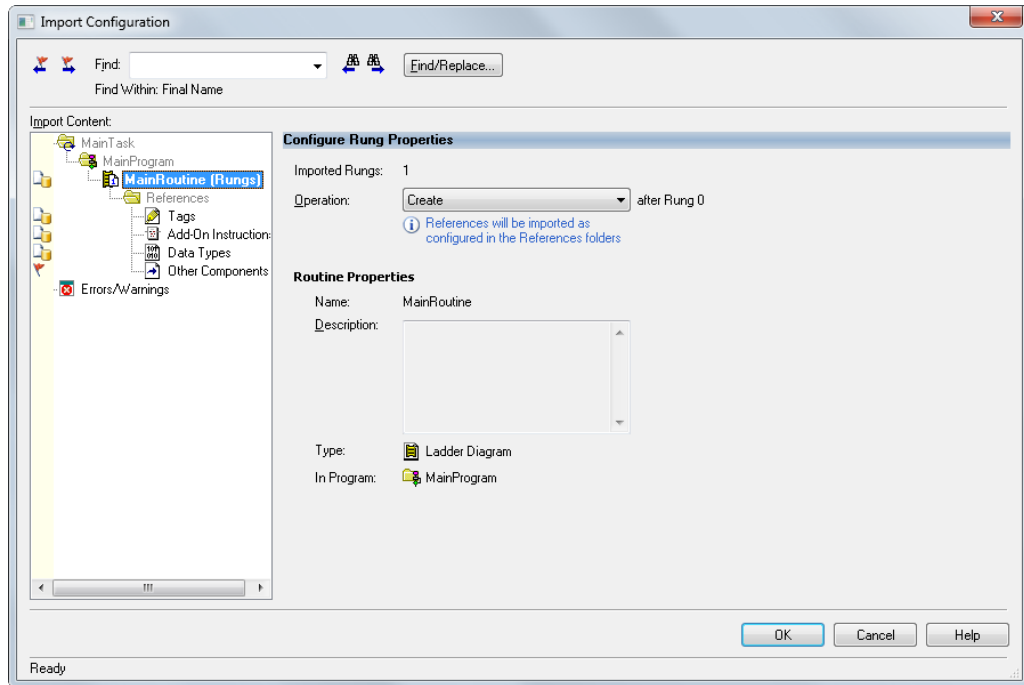 Import Configuration
Find:
Find/Replace...
Find Within: Final Name
Import Content:
MainTask
MainProgram
MainRoutine (Rungs)
References
Tags
Add-On Instruction:
Data Types
Other Components
Errors/Warnings
Configure Rung Properties
Imported Rungs: 1
Operation: Create after Rung 0
References will be imported as
configured in the References folders
Routine Properties
Name: MainRoutine
Description:
Type: Ladder Diagram
In Program: MainProgram
OK Cancel Help
Ready